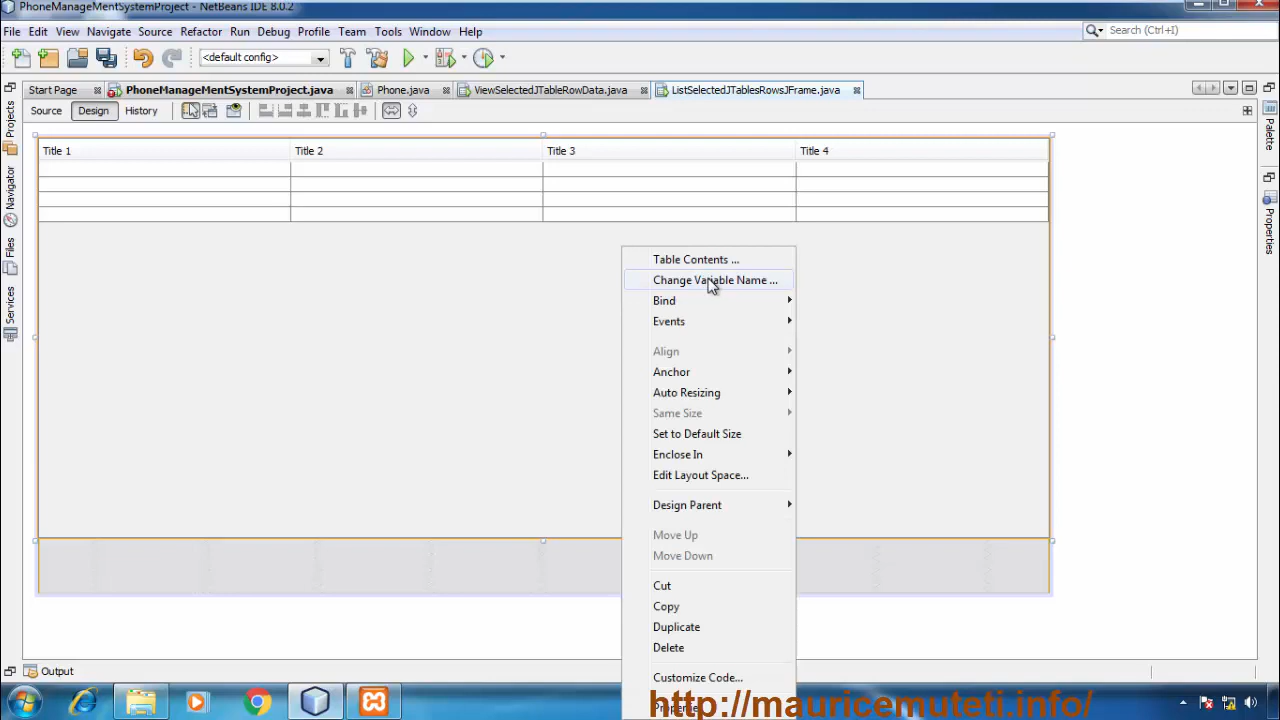 PhoneManageMentSystemProject - NetBeans IDE 8.0.2
File Edit View Navigate Source Refactor Run Debug Profile Team Tools Window Help
Search (Ctrl+I)
<default config>
Start Page PhoneManageMentSystemProject.java Phone.java ViewSelectedJTableRowData.java ListSelectedJTablesRowsJFrame.java
Source Design History
Projects
Navigator
Files
Services
Palette
Properties
Title 1 Title 2 Title 3 Title 4
Table Contents ...
Change Variable Name ...
Bind
Events
Align
Anchor
Auto Resizing
Same Size
Set to Default Size
Enclose In
Edit Layout Space...
Design Parent
Move Up
Move Down
Cut
Copy
Duplicate
Delete
Customize Code...
Properties
Output
http://mauricemuteti.info/